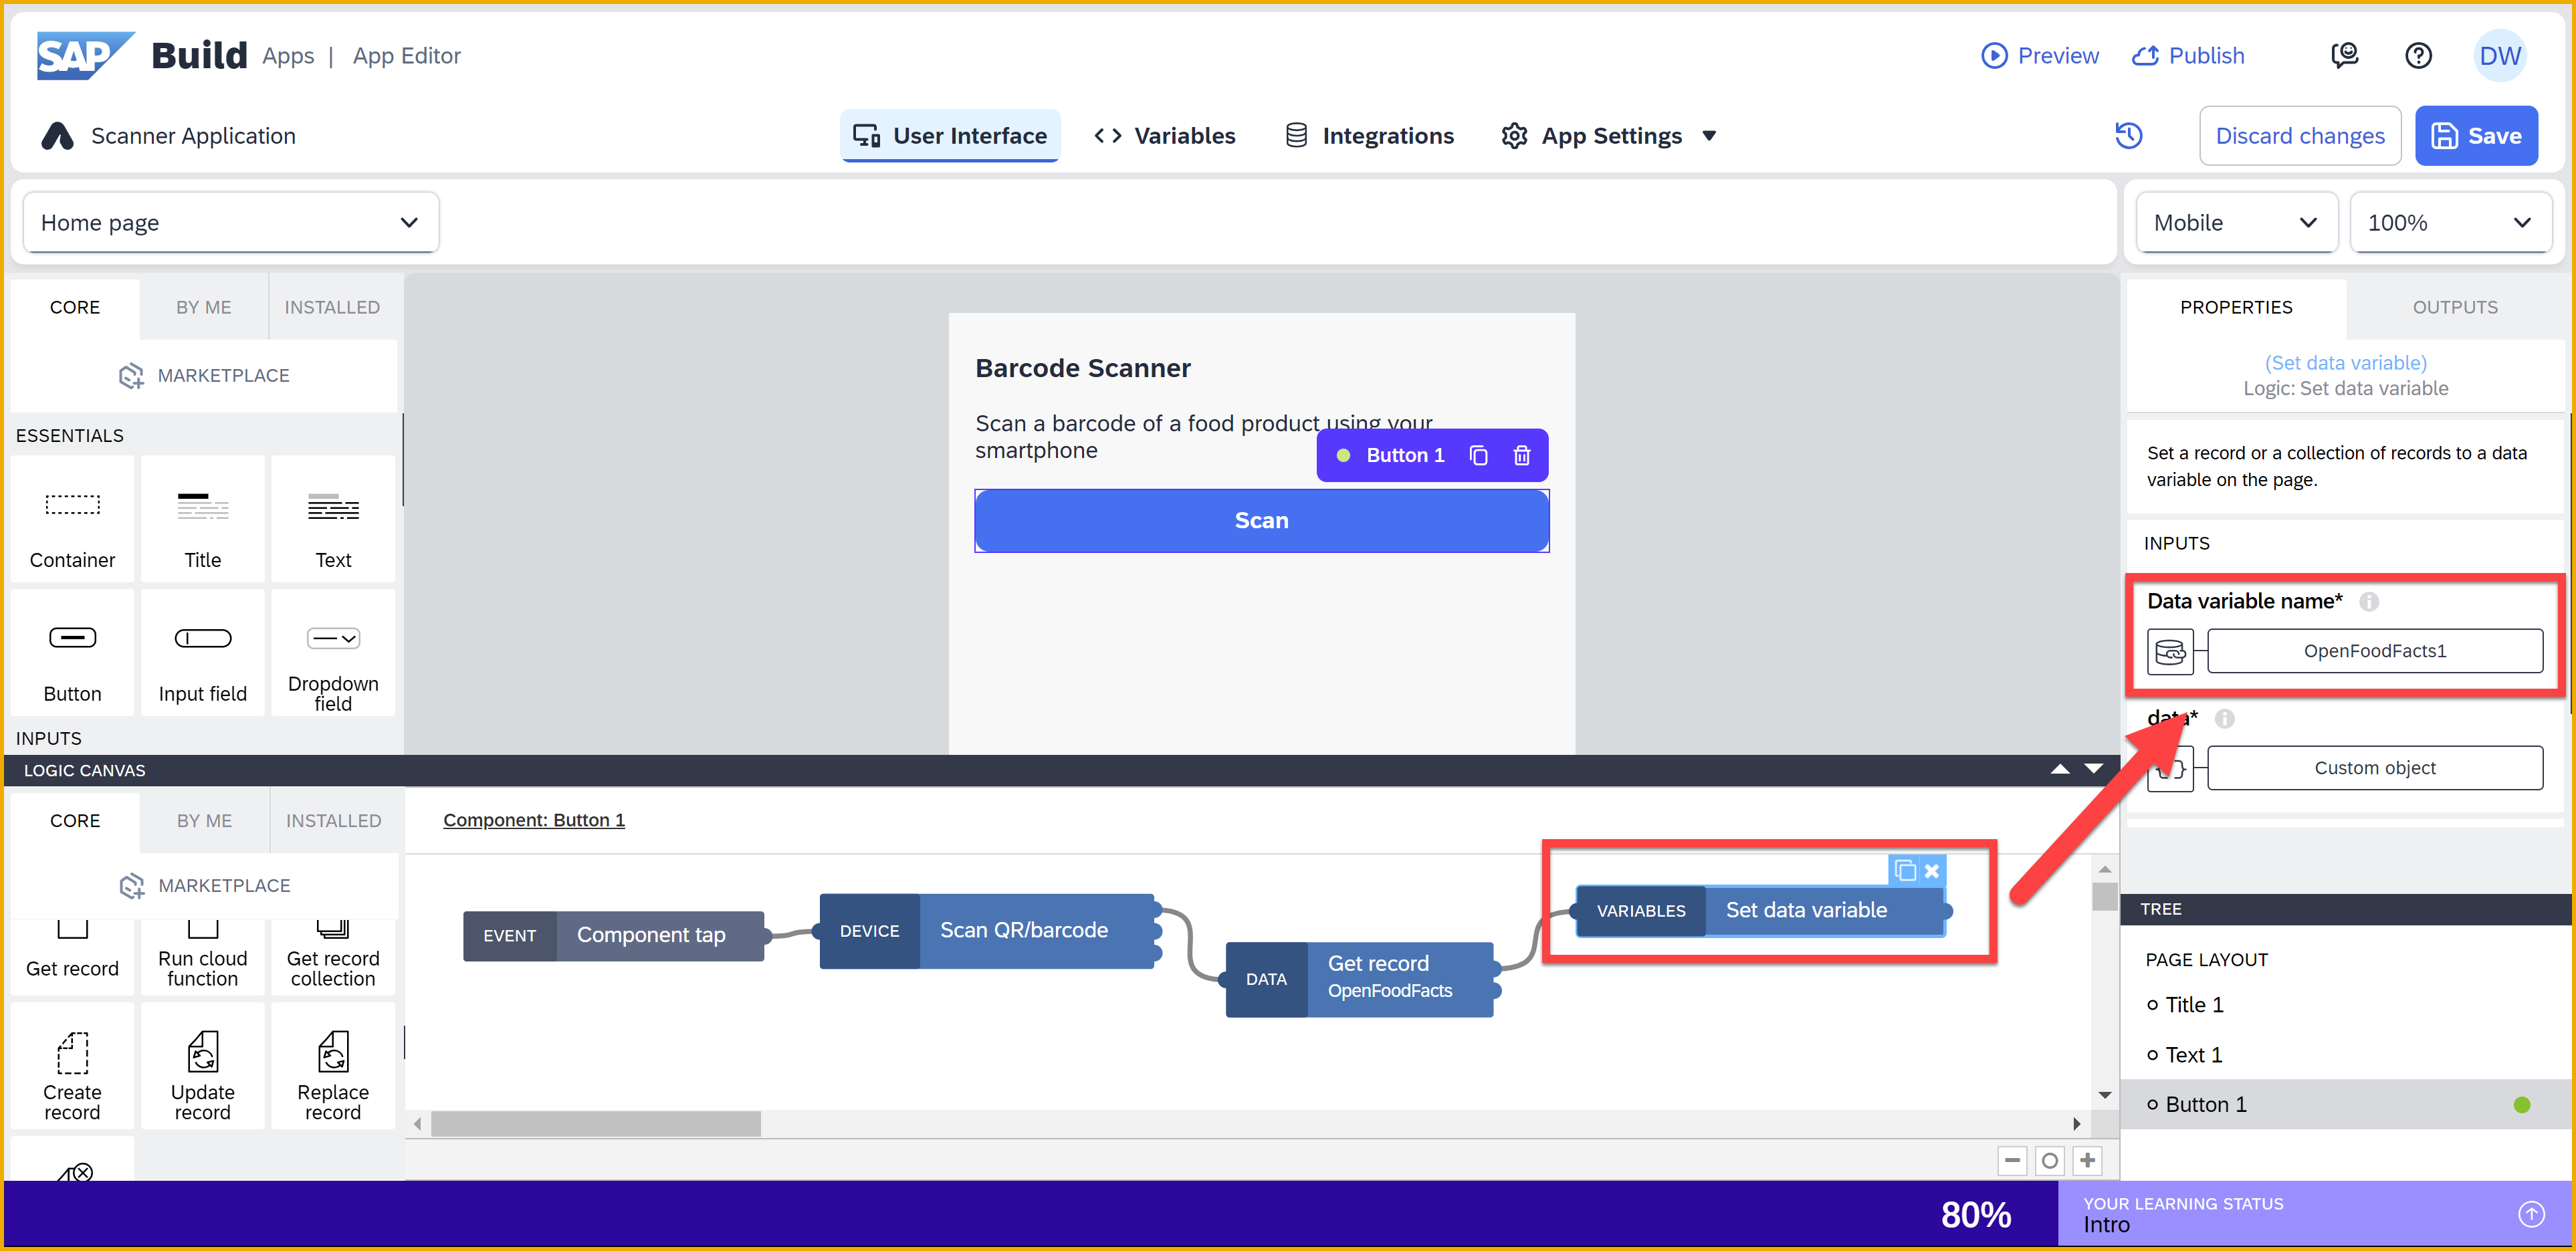 SAP Build Apps | App Editor
Preview
Publish
DW
Scanner Application
User Interface
Variables
Integrations
App Settings
Discard changes
Save
Home page
Mobile
100%
CORE
BY ME
INSTALLED
MARKETPLACE
ESSENTIALS
Container
Title
Text
Button
Input field
Dropdown
field
INPUTS
Barcode Scanner
Scan a barcode of a food product using your
smartphone
Button 1
Scan
PROPERTIES
OUTPUTS
(Set data variable)
Logic: Set data variable
Set a record or a collection of records to a data
variable on the page.
INPUTS
Data variable name*
OpenFoodFacts1
data*
Custom object
LOGIC CANVAS
CORE
BY ME
INSTALLED
MARKETPLACE
Get record
Run cloud
function
Get record
collection
Create
record
Update
record
Replace
record
Component: Button 1
EVENT
Component tap
DEVICE
Scan QR/barcode
DATA
Get record
OpenFoodFacts
VARIABLES
Set data variable
TREE
PAGE LAYOUT
Title 1
Text 1
Button 1
80%
YOUR LEARNING STATUS
Intro